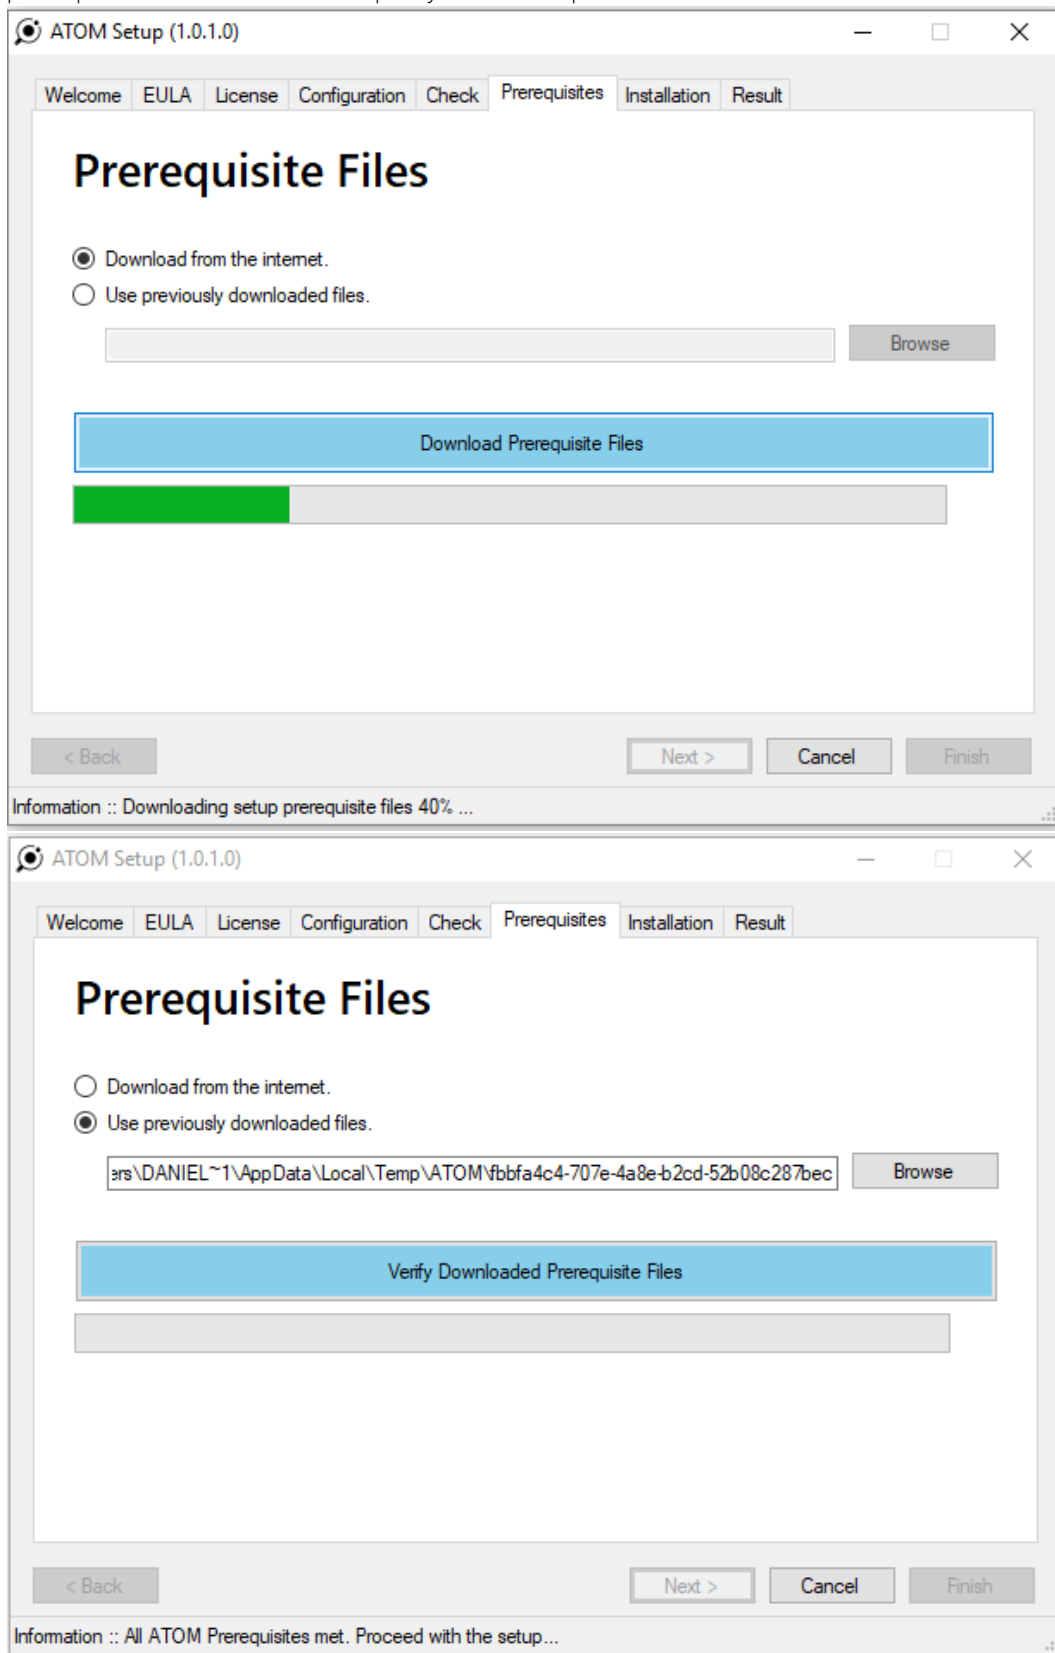 ATOM Setup (1.0.1.0)
Welcome EULA License Configuration Check Prerequisites Installation Result
Prerequisite Files
Download from the internet.
Use previously downloaded files.
Browse
Download Prerequisite Files
< Back Next > Cancel Finish
Information :: Downloading setup prerequisite files 40% ...
ATOM Setup (1.0.1.0)
Welcome EULA License Configuration Check Prerequisites Installation Result
Prerequisite Files
Download from the internet.
Use previously downloaded files.
ers\DANIEL~1\AppData\Local\Temp\ATOM\fbbfa4c4-707e-4a8e-b2cd-52b08c287bec Browse
Verify Downloaded Prerequisite Files
< Back Next > Cancel Finish
Information :: All ATOM Prerequisites met. Proceed with the setup...